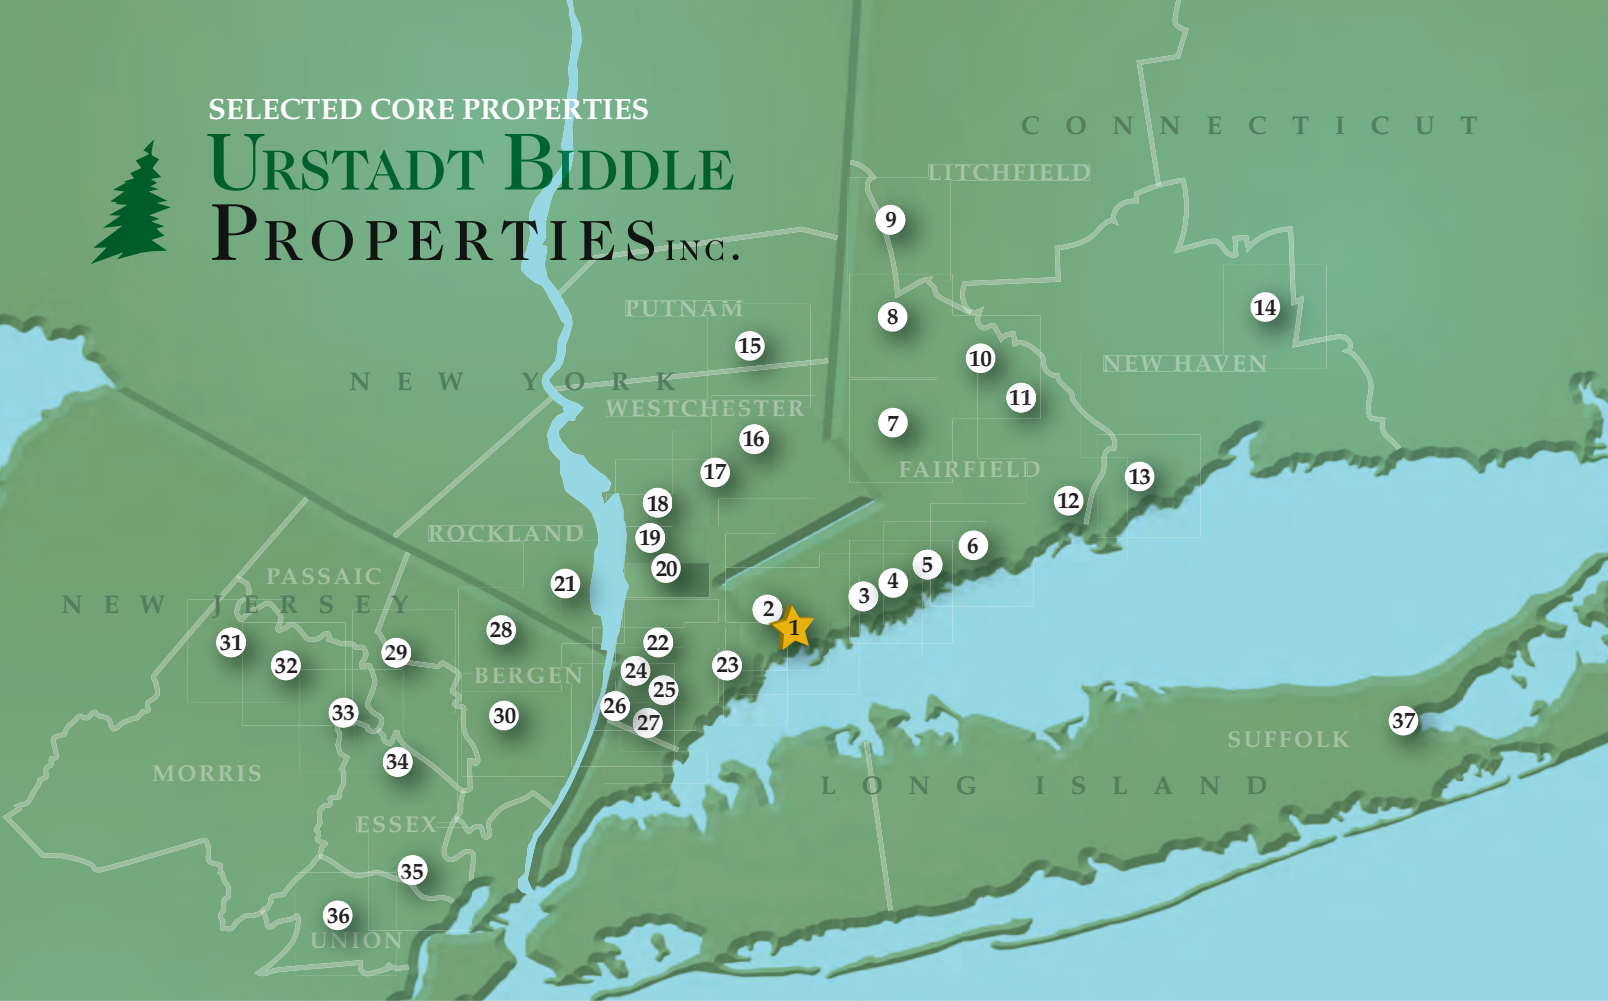 SELECTED CORE PROPERTIES
URSTADT BIDDLE
PROPERTIES INC.
CONNECTICUT
LITCHFIELD
9
14
PUTNAM
8
15
10
NEW HAVEN
NEW YORK
11
WESTCHESTER
7
16
FAIRFIELD
17
13
12
18
ROCKLAND
19
6
5
20
PASSAIC
21
4
3
NEW JERSEY
2
1
28
31
22
29
32
23
24
BERGEN
25
26
33
30
27
37
SUFFOLK
34
MORRIS
LONG ISLAND
ESSEX
35
36
UNION